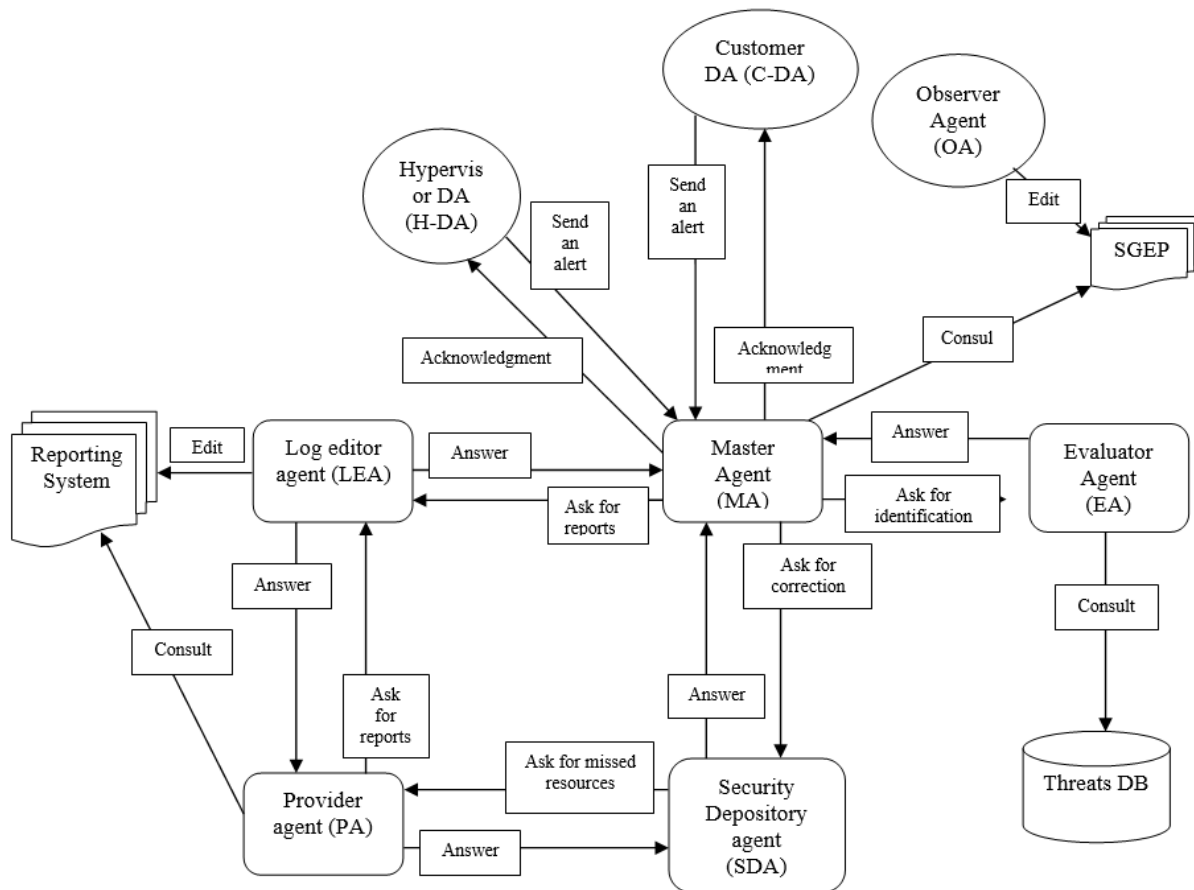 Customer
DA (C-DA)
Observer
Agent
(OA)
Hypervis
or DA
(H-DA)
Send
an
alert
Send
an
alert
Edit
SGEP
Acknowledgment
Acknowledg
ment
Consul
Reporting
System
Edit
Log editor
agent (LEA)
Answer
Master
Agent
(MA)
Answer
Evaluator
Agent
(EA)
Ask for
reports
Ask for
identification
Answer
Ask for
correction
Consult
Consult
Ask
for
reports
Answer
Ask for missed
resources
Provider
agent (PA)
Answer
Security
Depository
agent
(SDA)
Threats DB